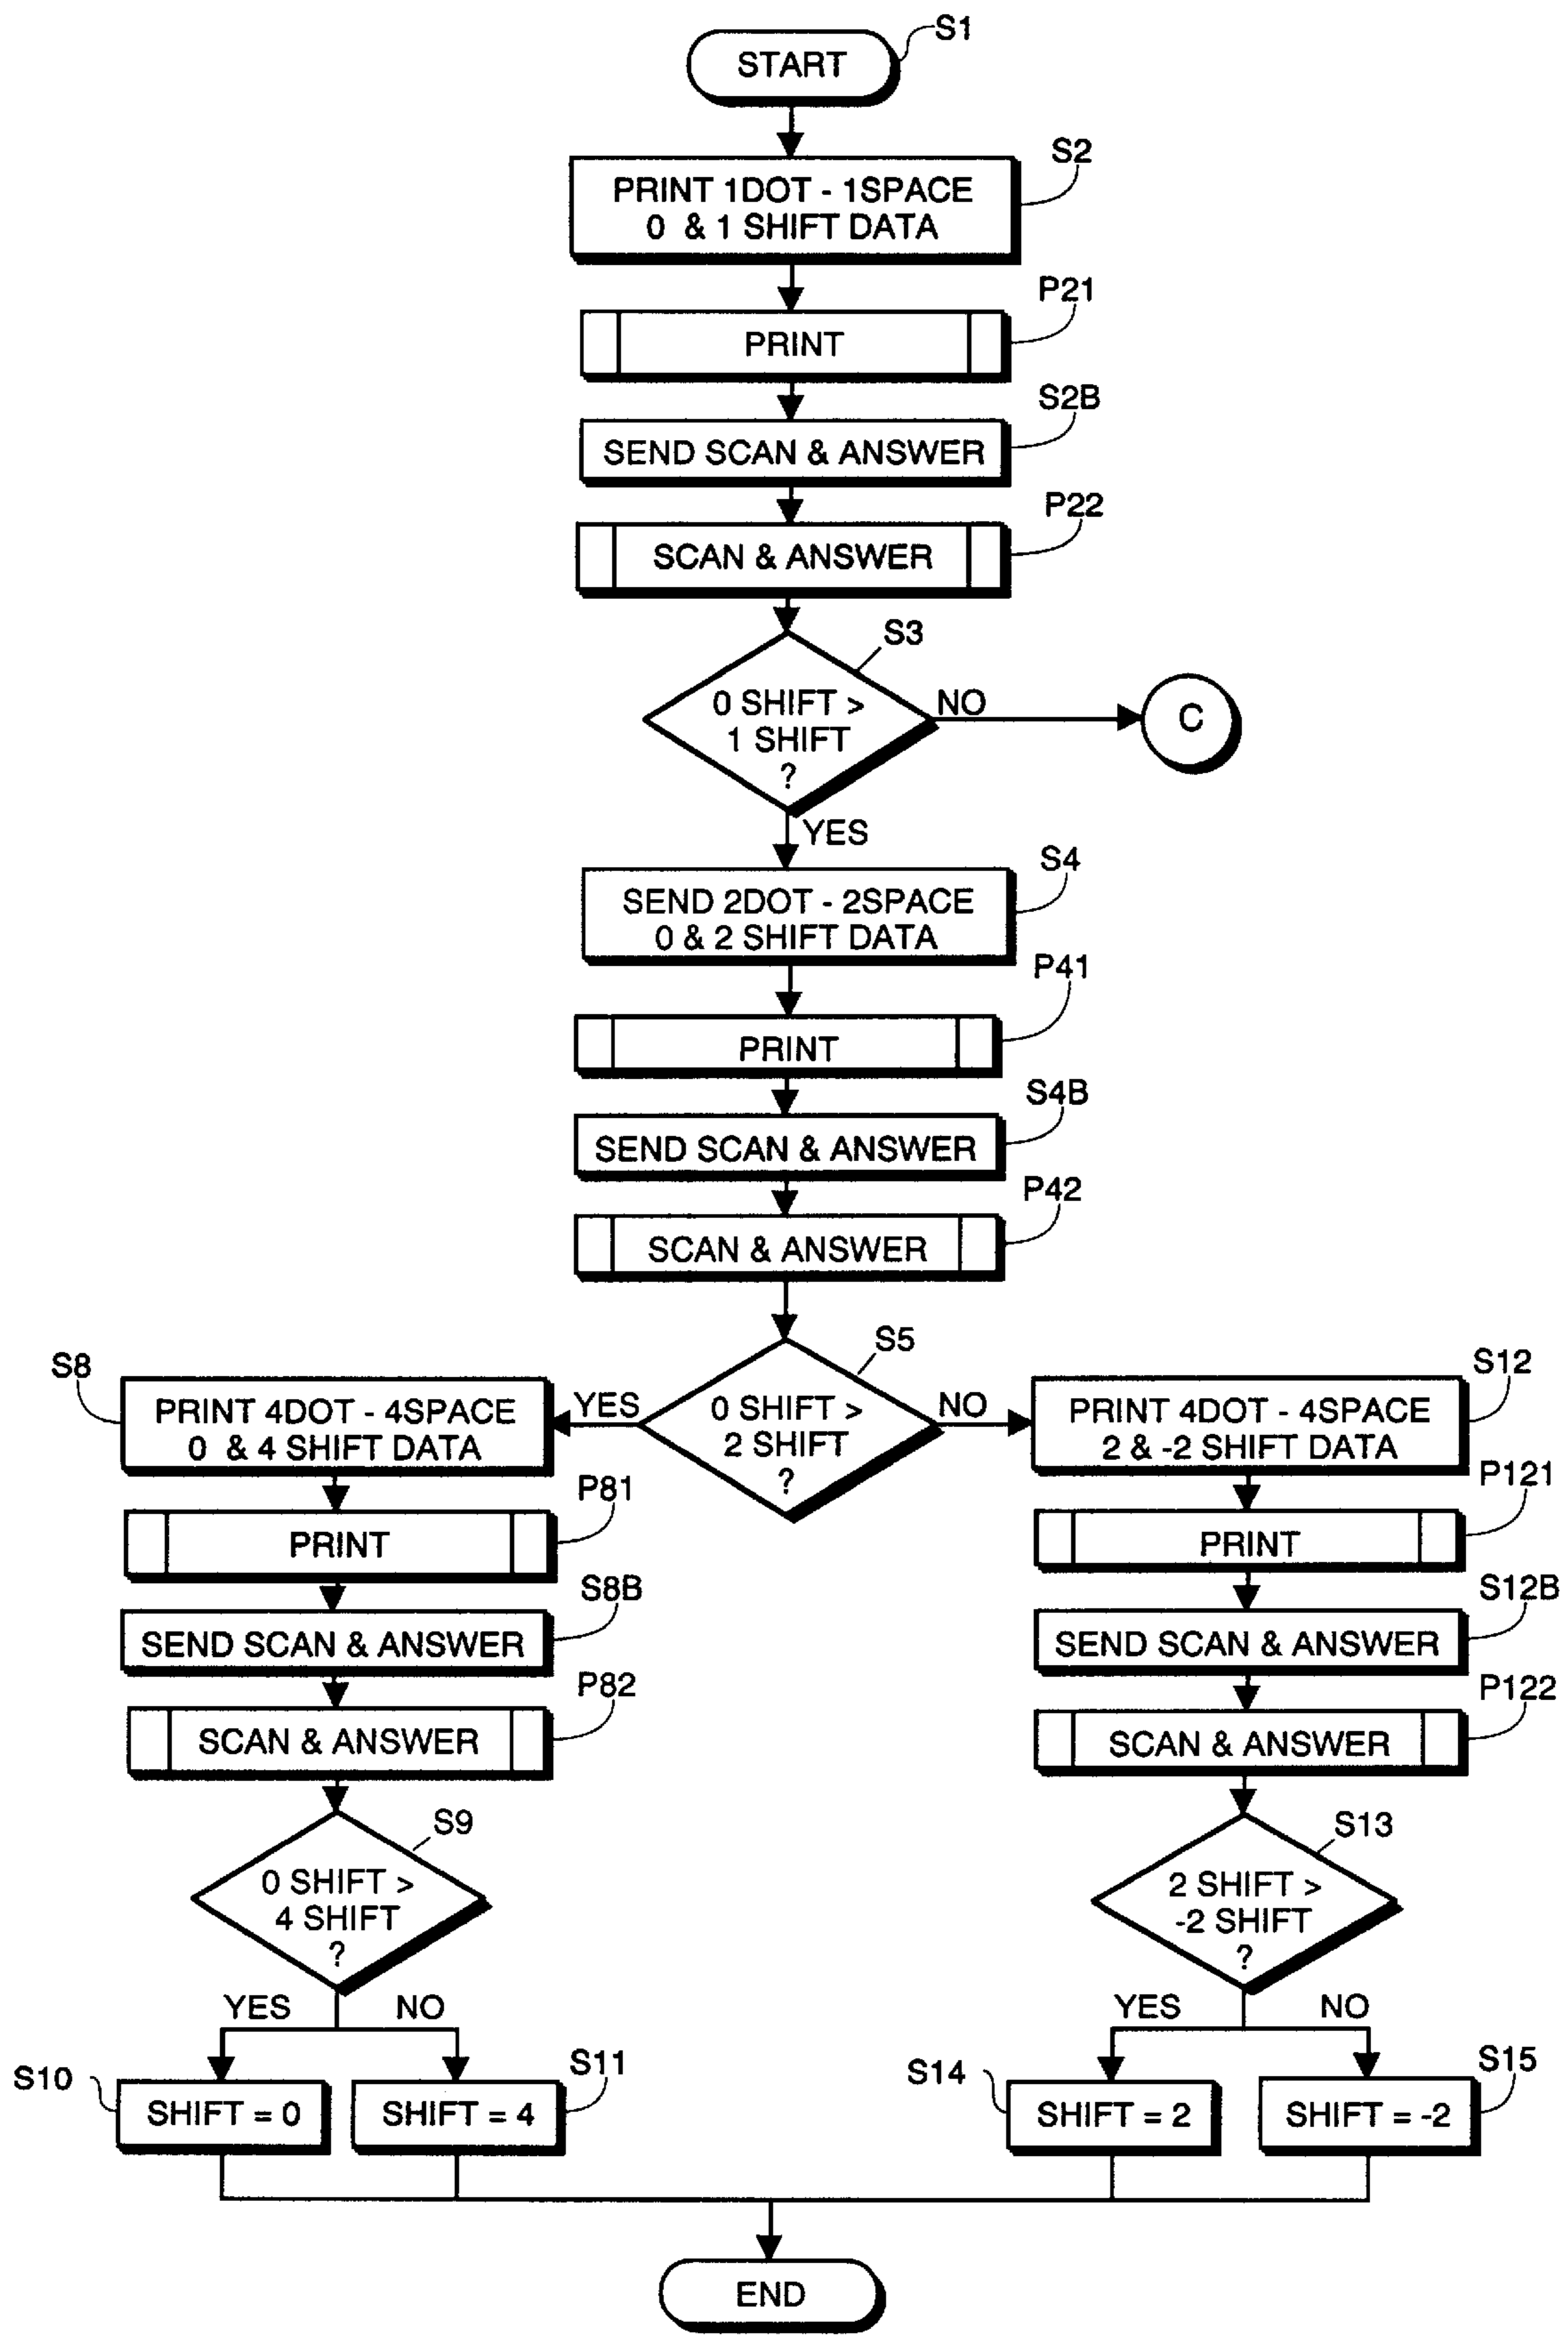 S1
START
S2
PRINT 1DOT - 1SPACE
0 & 1 SHIFT DATA
P21
PRINT
S2B
SEND SCAN & ANSWER
P22
SCAN & ANSWER
S3
0 SHIFT >
1 SHIFT
?
NO
C
YES
S4
SEND 2DOT - 2SPACE
0 & 2 SHIFT DATA
P41
PRINT
S4B
SEND SCAN & ANSWER
P42
SCAN & ANSWER
S5
0 SHIFT >
2 SHIFT
?
YES
NO
S8
PRINT 4DOT - 4SPACE
0 & 4 SHIFT DATA
P81
PRINT
S8B
SEND SCAN & ANSWER
P82
SCAN & ANSWER
S9
0 SHIFT >
4 SHIFT
?
YES
NO
S10
SHIFT = 0
S11
SHIFT = 4
S12
PRINT 4DOT - 4SPACE
2 & -2 SHIFT DATA
P121
PRINT
S12B
SEND SCAN & ANSWER
P122
SCAN & ANSWER
S13
2 SHIFT >
-2 SHIFT
?
YES
NO
S14
SHIFT = 2
S15
SHIFT = -2
END